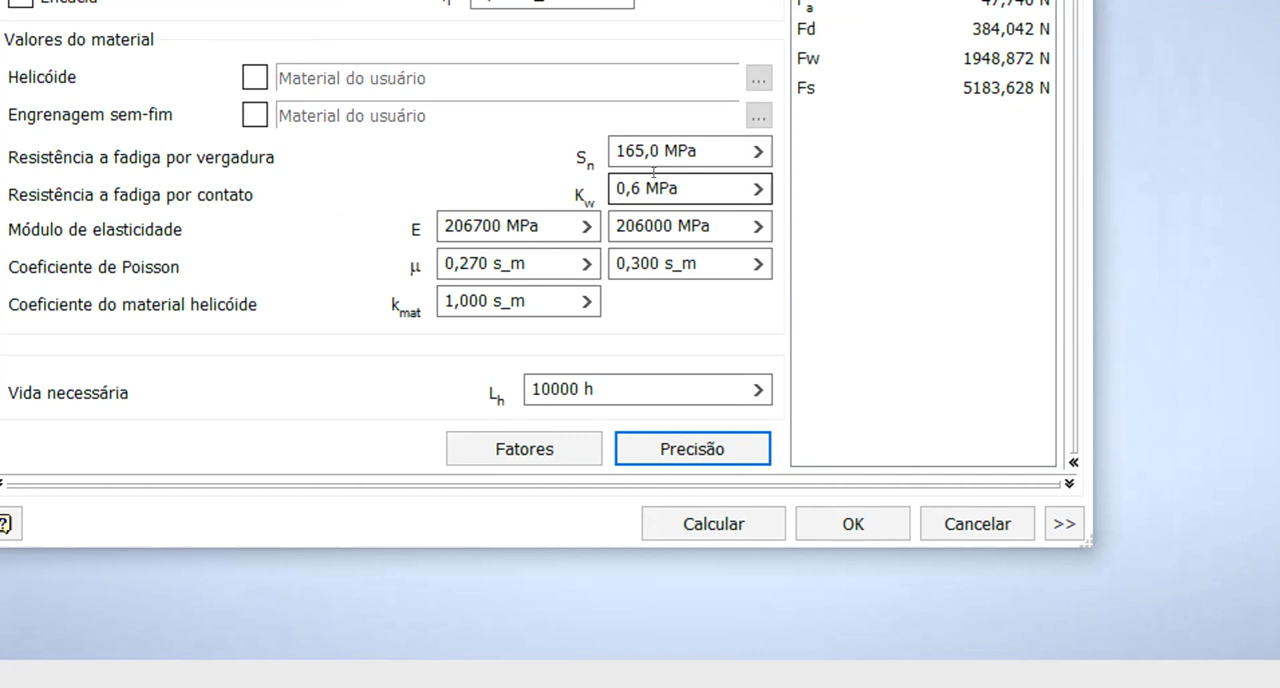 Valores do material
Helicóide Material do usuário ...
Engrenagem sem-fim Material do usuário ...
Resistência a fadiga por vergadura Sn 165,0 MPa
Resistência a fadiga por contato Kw 0,6 MPa
Módulo de elasticidade E 206700 MPa 206000 MPa
Coeficiente de Poisson μ 0,270 s_m 0,300 s_m
Coeficiente do material helicóide kmat 1,000 s_m
Vida necessária Lh 10000 h
Fatores Precisão
Calcular OK Cancelar >>
Fd 384,042 N
Fw 1948,872 N
Fs 5183,628 N